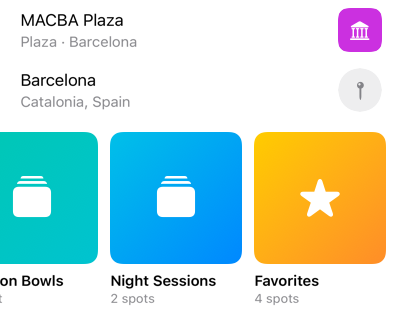 MACBA Plaza
Plaza · Barcelona
Barcelona
Catalonia, Spain
on Bowls
Night Sessions
Favorites
2 spots
4 spots